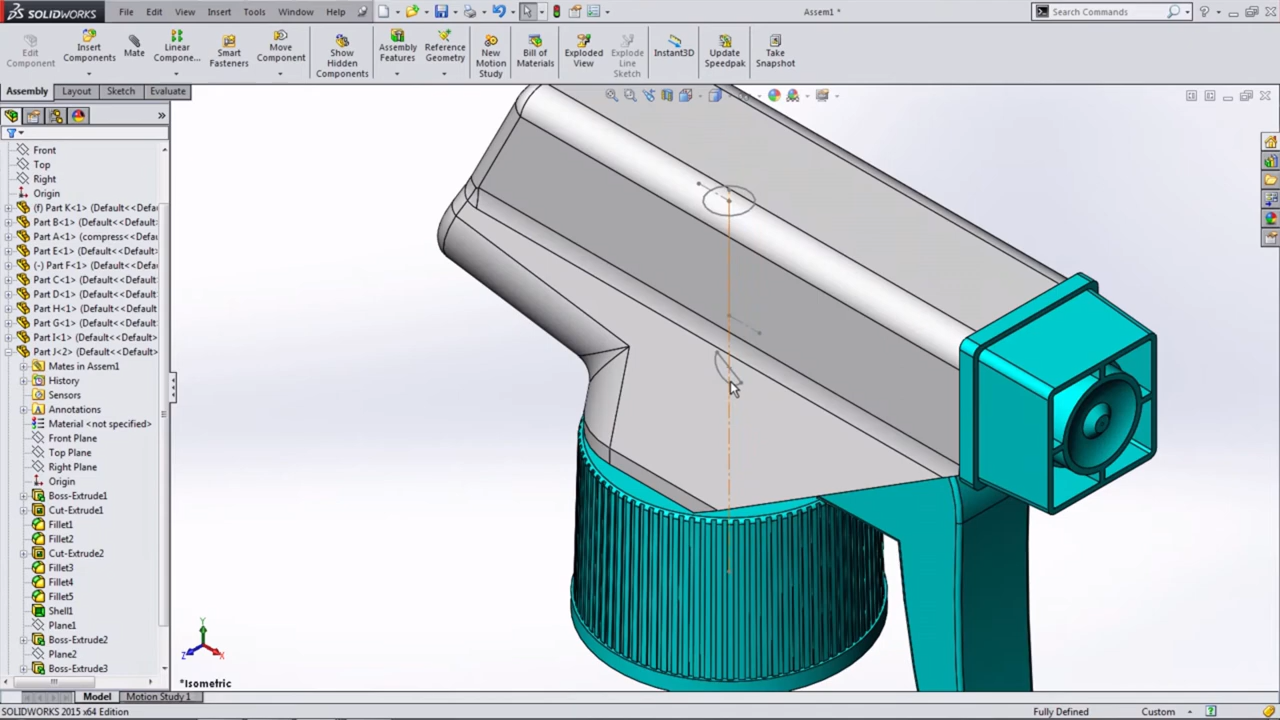 SOLIDWORKS
File Edit View Insert Tools Window Help
Assem1 *
Search Commands
Edit Component
Insert Components
Mate
Linear Compone...
Smart Fasteners
Move Component
Show Hidden Components
Assembly Features
Reference Geometry
New Motion Study
Bill of Materials
Exploded View
Explode Line Sketch
Instant3D
Update Speedpak
Take Snapshot
Assembly Layout Sketch Evaluate
Front
Top
Right
Origin
(f) Part K<1> (Default<<Defau
Part B<1> (Default<<Default
Part A<1> (compress<<Defa
Part E<1> (Default<<Default
(-) Part F<1> (Default<<Defa
Part C<1> (Default<<Default
Part D<1> (Default<<Default
Part H<1> (Default<<Default
Part G<1> (Default<<Default
Part I<1> (Default<<Default
Part J<2> (Default<<Default
Mates in Assem1
History
Sensors
Annotations
Material <not specified>
Front Plane
Top Plane
Right Plane
Origin
Boss-Extrude1
Cut-Extrude1
Fillet1
Fillet2
Cut-Extrude2
Fillet3
Fillet4
Fillet5
Shell1
Plane1
Boss-Extrude2
Plane2
Boss-Extrude3
Y
Z
X
*Isometric
Model Motion Study 1
SOLIDWORKS 2015 x64 Edition
Fully Defined
Custom